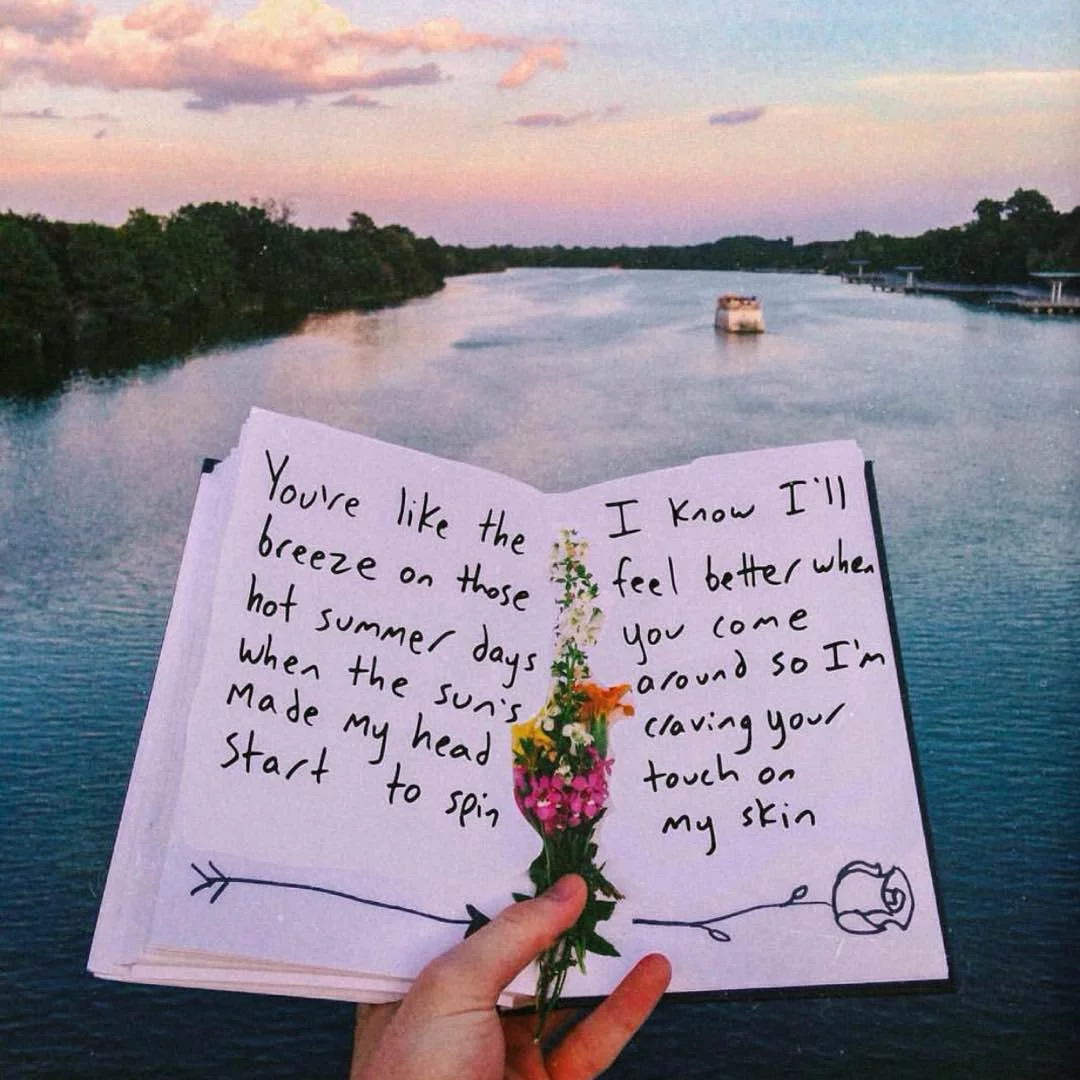 You're like the
breeze on those
hot summer days
when the sun's
made my head
start to spin
I know I'll
feel better when
you come
around so I'm
craving your
touch on
my skin